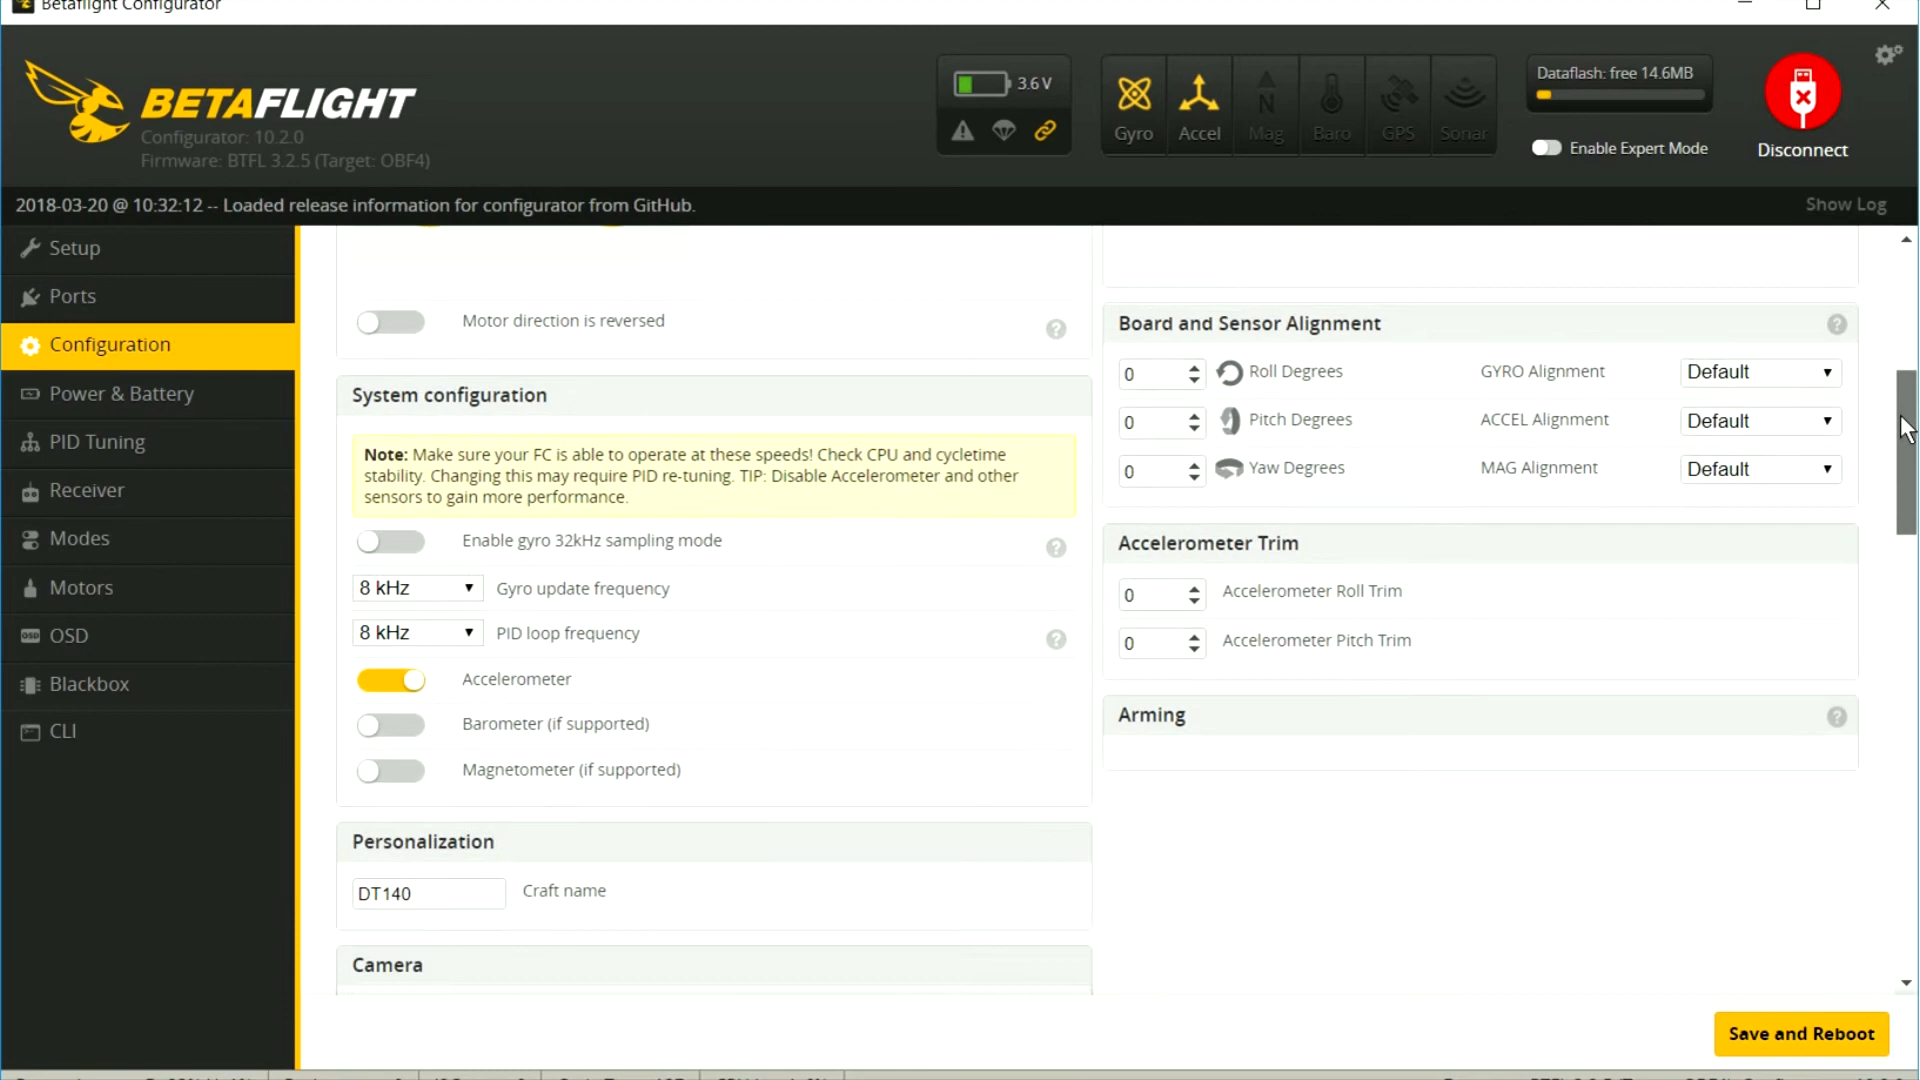 Betaflight Configurator
BETAFLIGHT
Configurator: 10.2.0
Firmware: BTFL 3.2.5 (Target: OBF4)
3.6 V
Gyro
Accel
N
Mag
Baro
GPS
Sonar
Dataflash: free 14.6MB
Enable Expert Mode
Disconnect
2018-03-20 @ 10:32:12 -- Loaded release information for configurator from GitHub.
Show Log
Setup
Ports
Configuration
Power & Battery
PID Tuning
Receiver
Modes
Motors
OSD OSD
Blackbox
CLI
Motor direction is reversed ?
System configuration
Note: Make sure your FC is able to operate at these speeds! Check CPU and cycletime
stability. Changing this may require PID re-tuning. TIP: Disable Accelerometer and other
sensors to gain more performance.
Enable gyro 32kHz sampling mode ?
8 kHz Gyro update frequency
8 kHz PID loop frequency ?
Accelerometer
Barometer (if supported)
Magnetometer (if supported)
Personalization
DT140 Craft name
Camera
Board and Sensor Alignment ?
0 Roll Degrees GYRO Alignment Default
0 Pitch Degrees ACCEL Alignment Default
0 Yaw Degrees MAG Alignment Default
Accelerometer Trim
0 Accelerometer Roll Trim
0 Accelerometer Pitch Trim
Arming ?
Save and Reboot